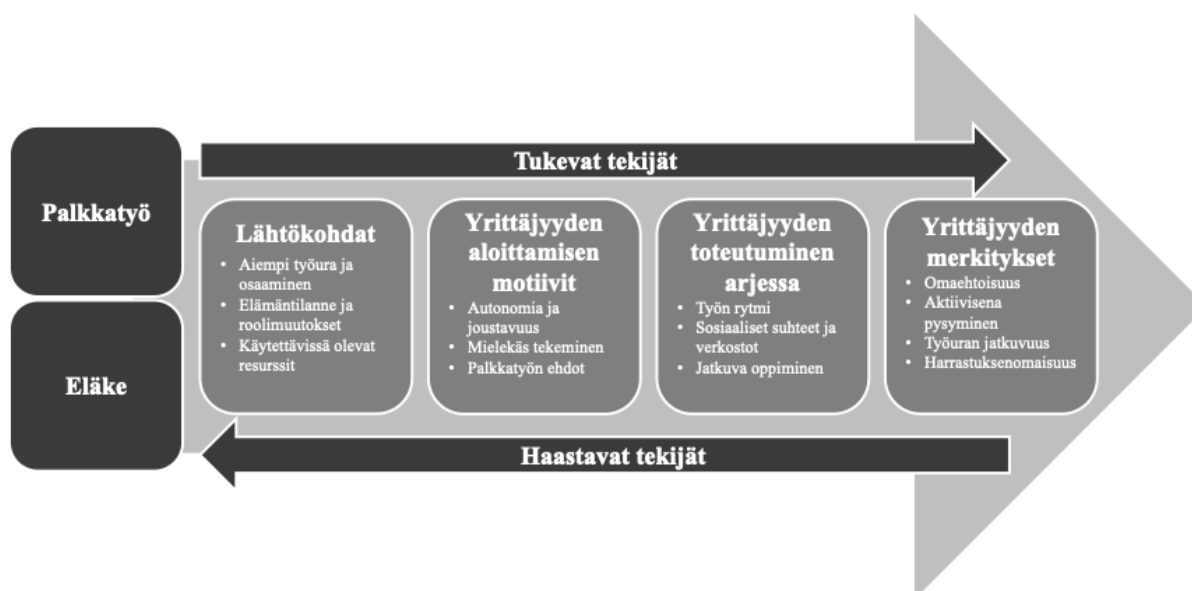 Palkkatyö
Eläke
Tukevat tekijät
Lähtökohdat
• Aiempi työura ja
osaaminen
• Elämäntilanne ja
roolimuutokset
• Käytettävissä olevat
resurssit
Yrittäjyyden
aloittamisen
motiivit
• Autonomia ja
joustavuus
• Mielekäs tekeminen
• Palkkatyön ehdot
Yrittäjyyden
toteutuminen
arjessa
• Työn rytmi
• Sosiaaliset suhteet ja
verkostot
• Jatkuva oppiminen
Yrittäjyyden
merkitykset
• Omaehtoisuus
• Aktiivisena
pysyminen
• Työuran jatkuvuus
• Harrastuksenomaisuus
Haastavat tekijät